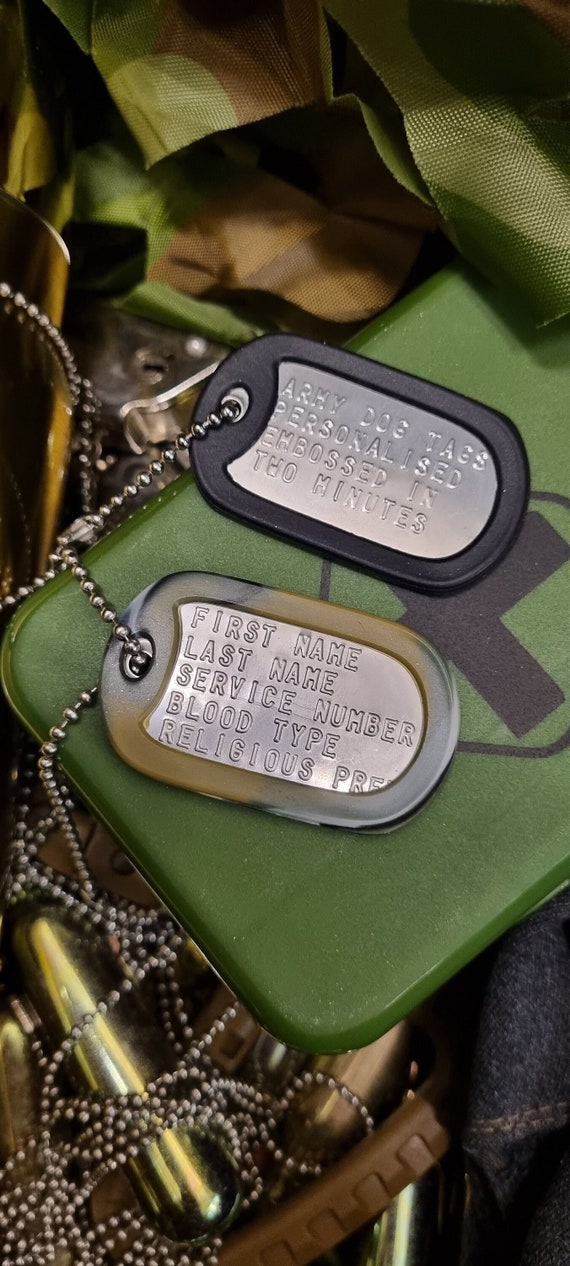 ARMY DOG TAGS
PERSONALISED
EMBOSSED IN
TWO MINUTES
FIRST NAME
LAST NAME
SERVICE NUMBER
BLOOD TYPE
RELIGIOUS